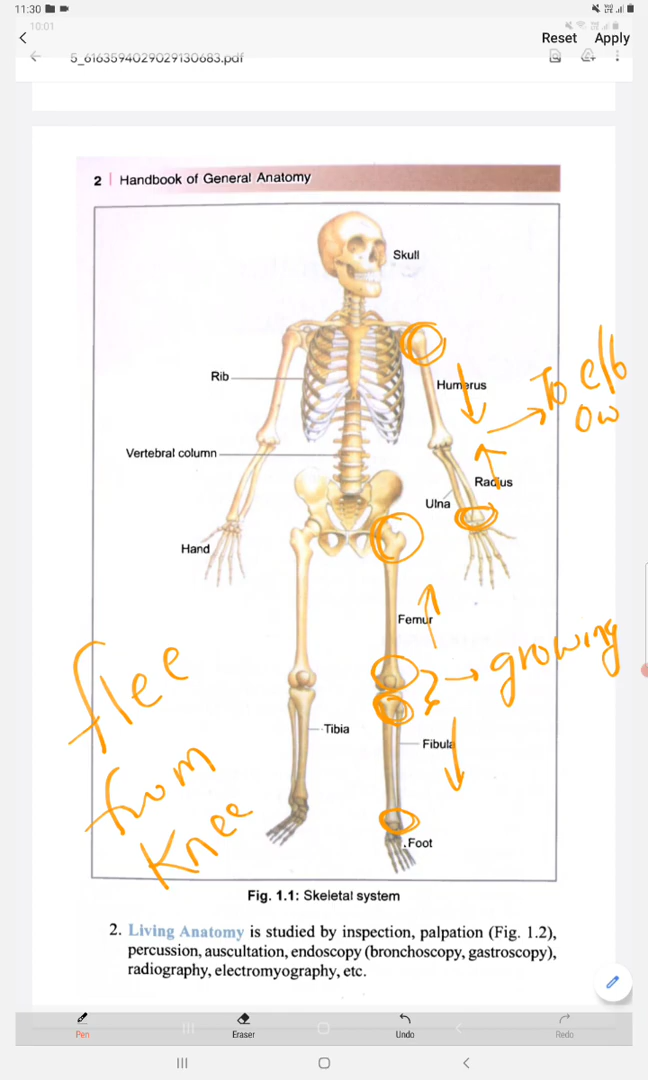 11:30
10:01
Reset Apply
5_6163594029029130683.pdf
2 | Handbook of General Anatomy
Skull
Rib
Humerus
To elb
ow
Vertebral column
Radius
Ulna
Hand
Femur
growing
flee
from
Knee
Tibia
Fibula
Foot
Fig. 1.1: Skeletal system
2. Living Anatomy is studied by inspection, palpation (Fig. 1.2),
percussion, auscultation, endoscopy (bronchoscopy, gastroscopy),
radiography, electromyography, etc.
Pen Eraser Undo Redo